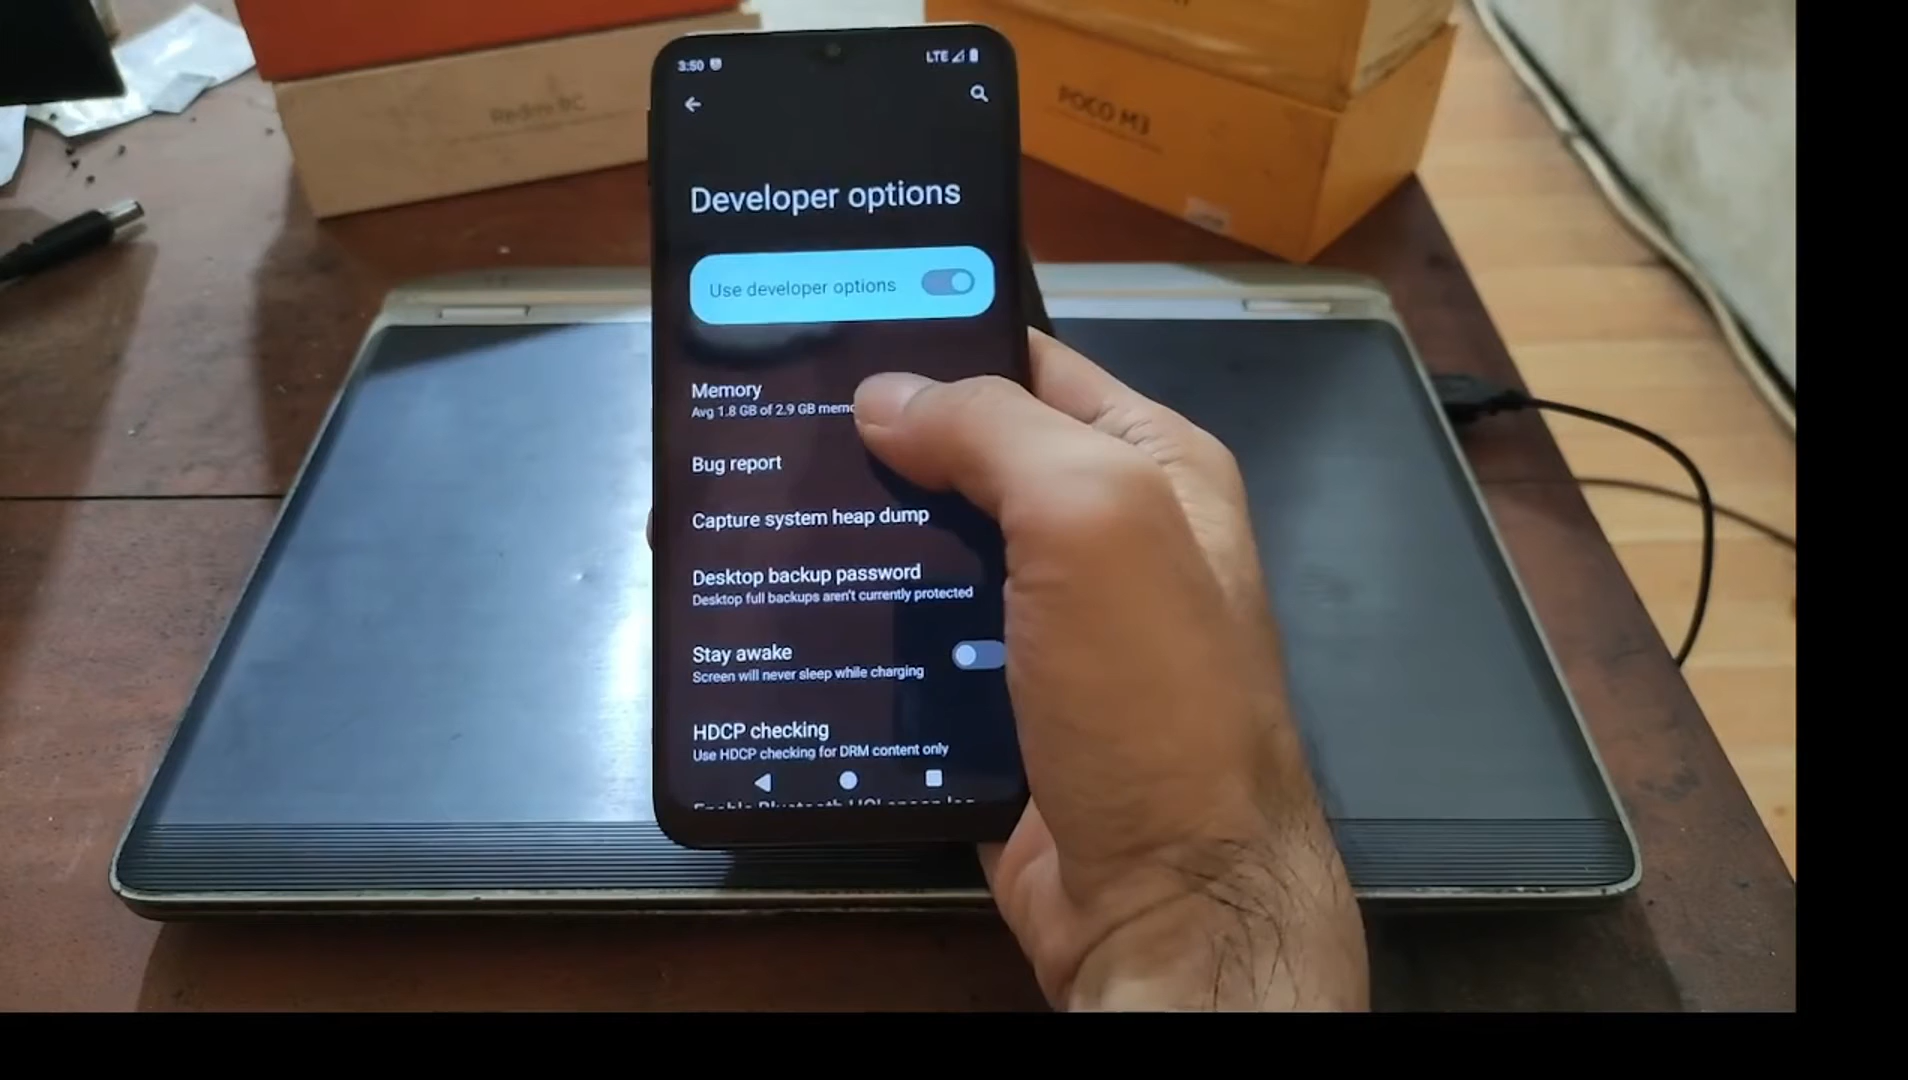 Redmi 9C
POCO M3
3:50
LTE
Developer options
Use developer options
Memory
Avg 1.8 GB of 2.9 GB
Bug report
Capture system heap dump
Desktop backup password
Desktop full backups aren't currently protected
Stay awake
Screen will never sleep while charging
HDCP checking
Use HDCP checking for DRM content only